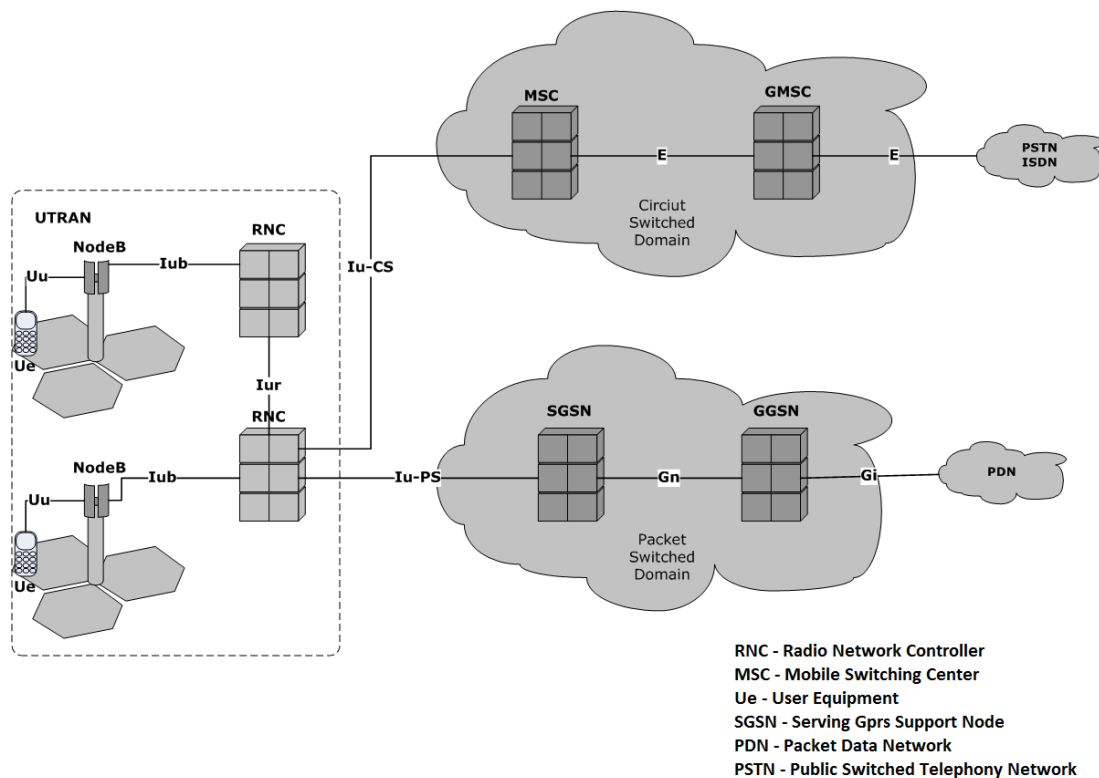 MSC
GMSC
E
E
PSTN
ISDN
Circiut
Switched
Domain
UTRAN
NodeB
RNC
Uu
Iub
Iu-CS
Ue
Iur
RNC
NodeB
Uu
Iub
Iu-PS
Ue
SGSN
GGSN
Gn
Gi
PDN
Packet
Switched
Domain
RNC - Radio Network Controller
MSC - Mobile Switching Center
Ue - User Equipment
SGSN - Serving Gprs Support Node
PDN - Packet Data Network
PSTN - Public Switched Telephony Network